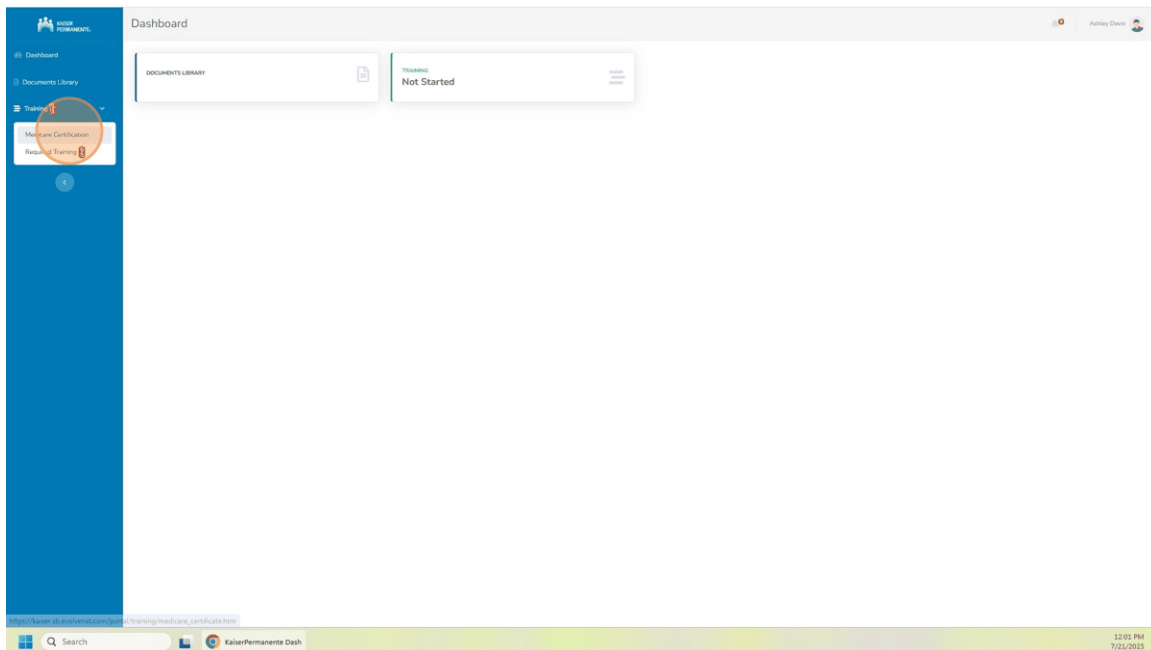 KAISER
PERMANENTE.
Dashboard
Ashley Davis
Dashboard
Documents Library
Training
Medicare Certification
Required Training
DOCUMENTS LIBRARY
TRAINING
Not Started
https://kaiser.sb.evolvenxt.com/portal/training/medicare_certificate.htm
Search
KaiserPermanente Dash
12:01 PM
7/21/2025